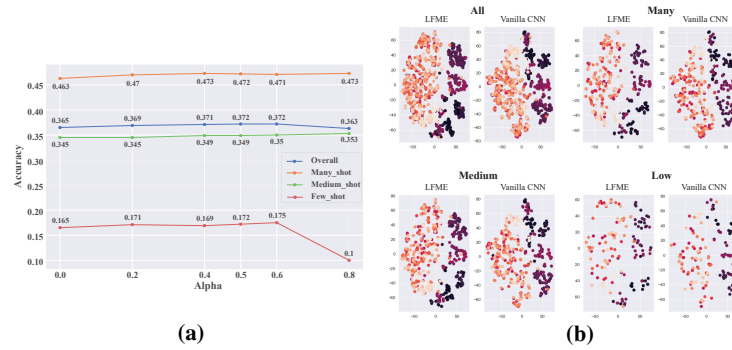 All
Many
LFME
Vanilla CNN
LFME
Vanilla CNN
0.45
0.40
0.35
0.30
0.25
0.20
0.15
0.10
Accuracy
0.463
0.47
0.473
0.472
0.471
0.473
0.365
0.369
0.371
0.372
0.372
0.363
0.345
0.345
0.349
0.349
0.35
0.353
Overall
Many_shot
Medium_shot
Few_shot
0.165
0.171
0.169
0.172
0.175
0.1
0.0
0.2
0.4
0.5
0.6
0.8
Alpha
Medium
Low
LFME
Vanilla CNN
LFME
Vanilla CNN
(a)
(b)